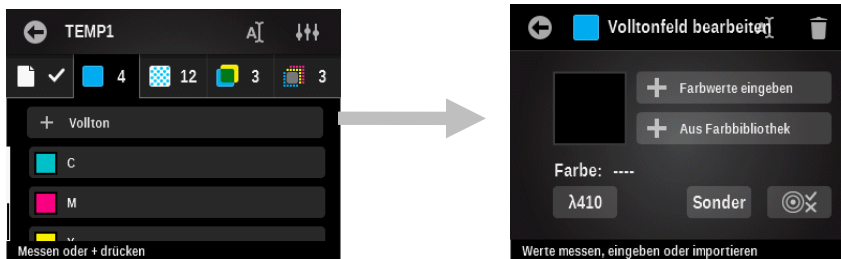 TEMP1
4 12 3 3
+ Vollton
C
M
Y
Messen oder + drücken
Volltonfeld bearbeiten
Farbwerte eingeben
Aus Farbbibliothek
Farbe: ----
λ410 Sonder
Werte messen, eingeben oder importieren